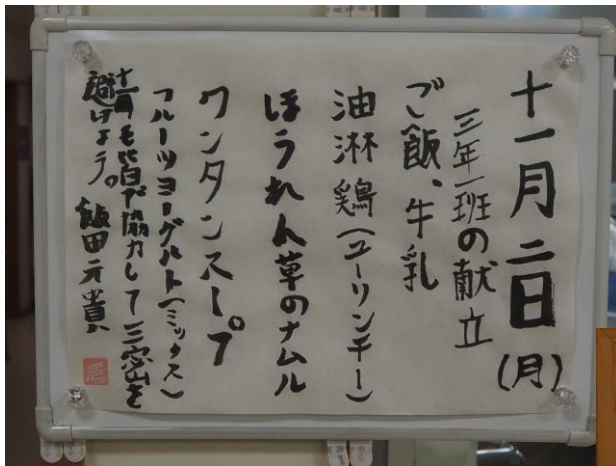 十一月二日(月)
三年一班の献立
ご飯、牛乳
油淋鶏(ユーリンチー)
ほうれん草のナムル
ワンタンスープ
フルーツヨーグルト(ミックス)
十一月も皆で協力して三密を
避けよう。飯田元貴